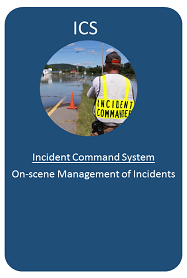 ICS
INCIDENT
COMMANDER
Incident Command System
On-scene Management of Incidents